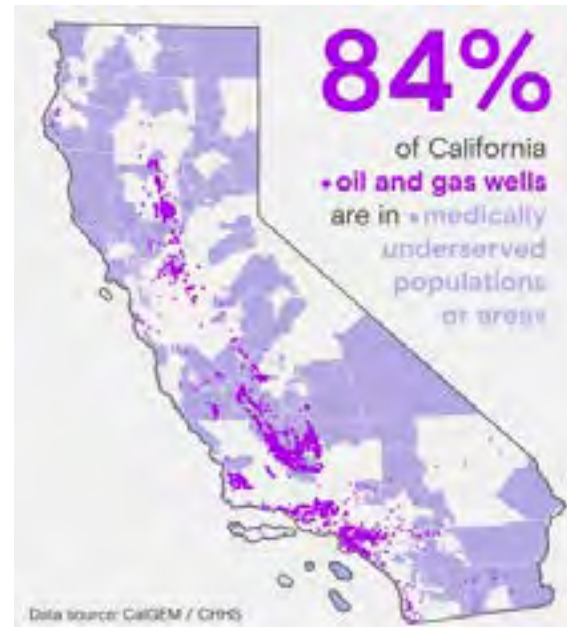 84%
of California
oil and gas wells
are in medically
underserved
populations
or areas
Data source: CalGEM / CHHS